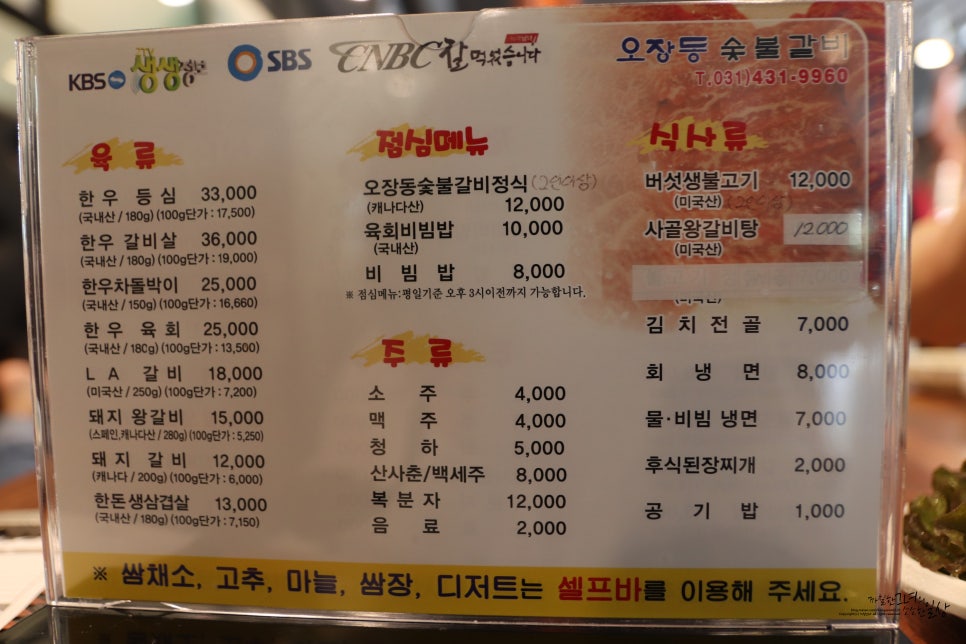 KBS 생생정보
SBS
CNBC 잘 먹었습니다
오장동 숯불갈비
T.031)431-9960
육 류
한우 등심 33,000
(국내산 / 180g) (100g단가 : 17,500)
한우 갈비살 36,000
(국내산 / 180g) (100g단가 : 19,000)
한우차돌박이 25,000
(국내산 / 150g) (100g단가 : 16,660)
한 우 육 회 25,000
(국내산 / 180g) (100g단가 : 13,500)
L A 갈 비 18,000
(미국산 / 250g) (100g단가 : 7,200)
돼지 왕갈비 15,000
(스페인,캐나다산 / 280g) (100g단가 : 5,250)
돼 지 갈 비 12,000
(캐나다 / 200g) (100g단가 : 6,000)
한돈생삼겹살 13,000
(국내산 / 180g) (100g단가 : 7,150)
점심메뉴
오장동숯불갈비정식 (2인이상)
(캐나다산) 12,000
육회비빔밥 10,000
(국내산)
비 빔 밥 8,000
※ 점심메뉴:평일기준 오후 3시이전까지 가능합니다.
주 류
소 주 4,000
맥 주 4,000
청 하 5,000
산사춘/백세주 8,000
복 분 자 12,000
음 료 2,000
식 사 류
버섯생불고기 12,000
(미국산) (2인이상)
사골왕갈비탕 12,000
(미국산)
(미국산)
김 치 전 골 7,000
회 냉 면 8,000
물·비빔 냉면 7,000
후식된장찌개 2,000
공 기 밥 1,000
※ 쌈채소, 고추, 마늘, 쌈장, 디저트는 셀프바를 이용해 주세요.